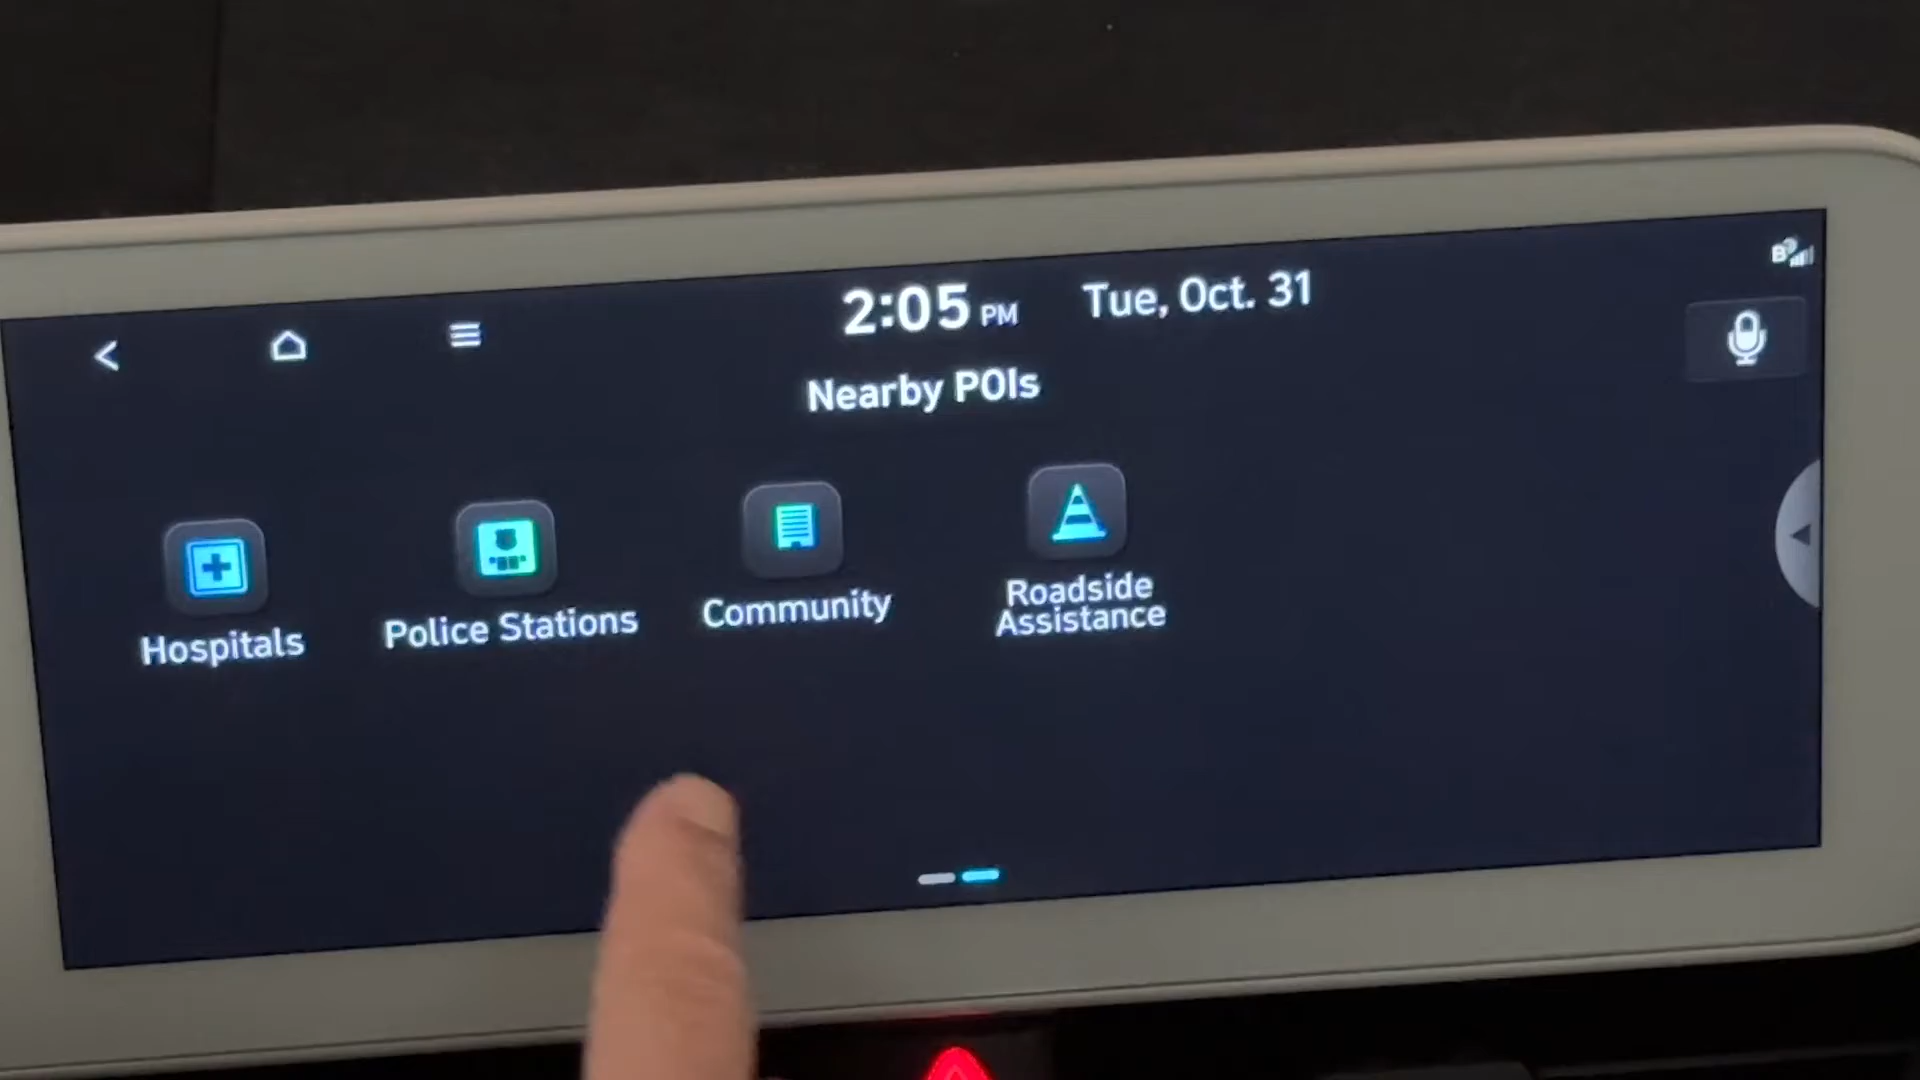 2:05 PM Tue, Oct. 31
Nearby POIs
Hospitals
Police Stations
Community
Roadside
Assistance